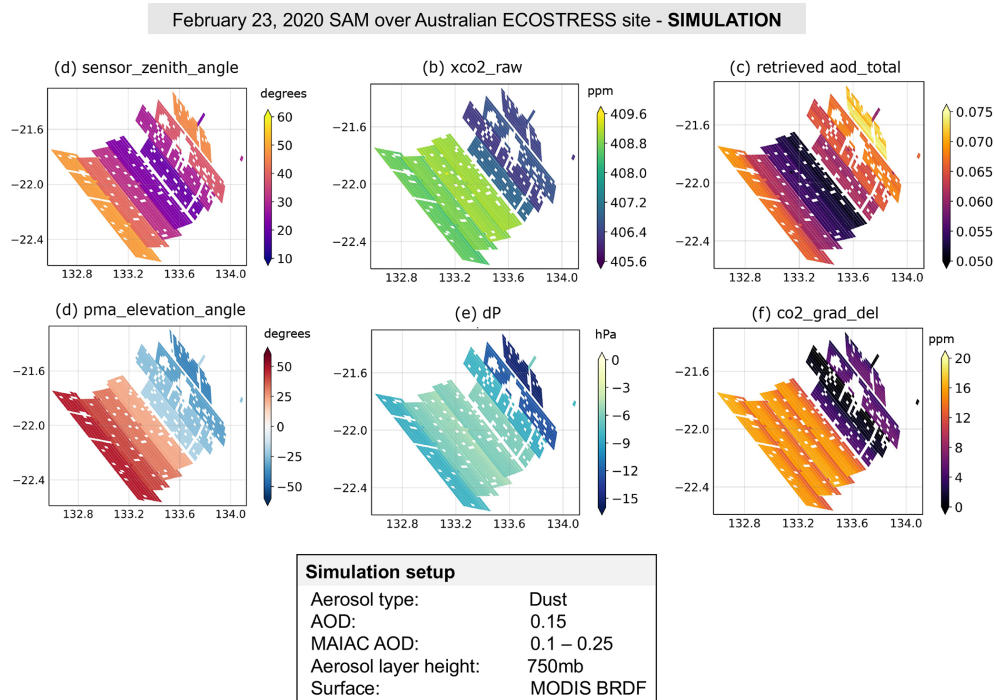 February 23, 2020 SAM over Australian ECOSTRESS site - SIMULATION
(d) sensor_zenith_angle
degrees
60
50
40
30
20
10
−21.6
−22.0
−22.4
132.8 133.2 133.6 134.0
(b) xco2_raw
ppm
409.6
408.8
408.0
407.2
406.4
405.6
−21.6
−22.0
−22.4
132.8 133.2 133.6 134.0
(c) retrieved aod_total
0.075
0.070
0.065
0.060
0.055
0.050
−21.6
−22.0
−22.4
132.8 133.2 133.6 134.0
(d) pma_elevation_angle
degrees
50
25
0
−25
−50
−21.6
−22.0
−22.4
132.8 133.2 133.6 134.0
(e) dP
hPa
0
−3
−6
−9
−12
−15
−21.6
−22.0
−22.4
132.8 133.2 133.6 134.0
(f) co2_grad_del
ppm
20
16
12
8
4
0
−21.6
−22.0
−22.4
132.8 133.2 133.6 134.0
Simulation setup
Aerosol type: Dust
AOD: 0.15
MAIAC AOD: 0.1 – 0.25
Aerosol layer height: 750mb
Surface: MODIS BRDF